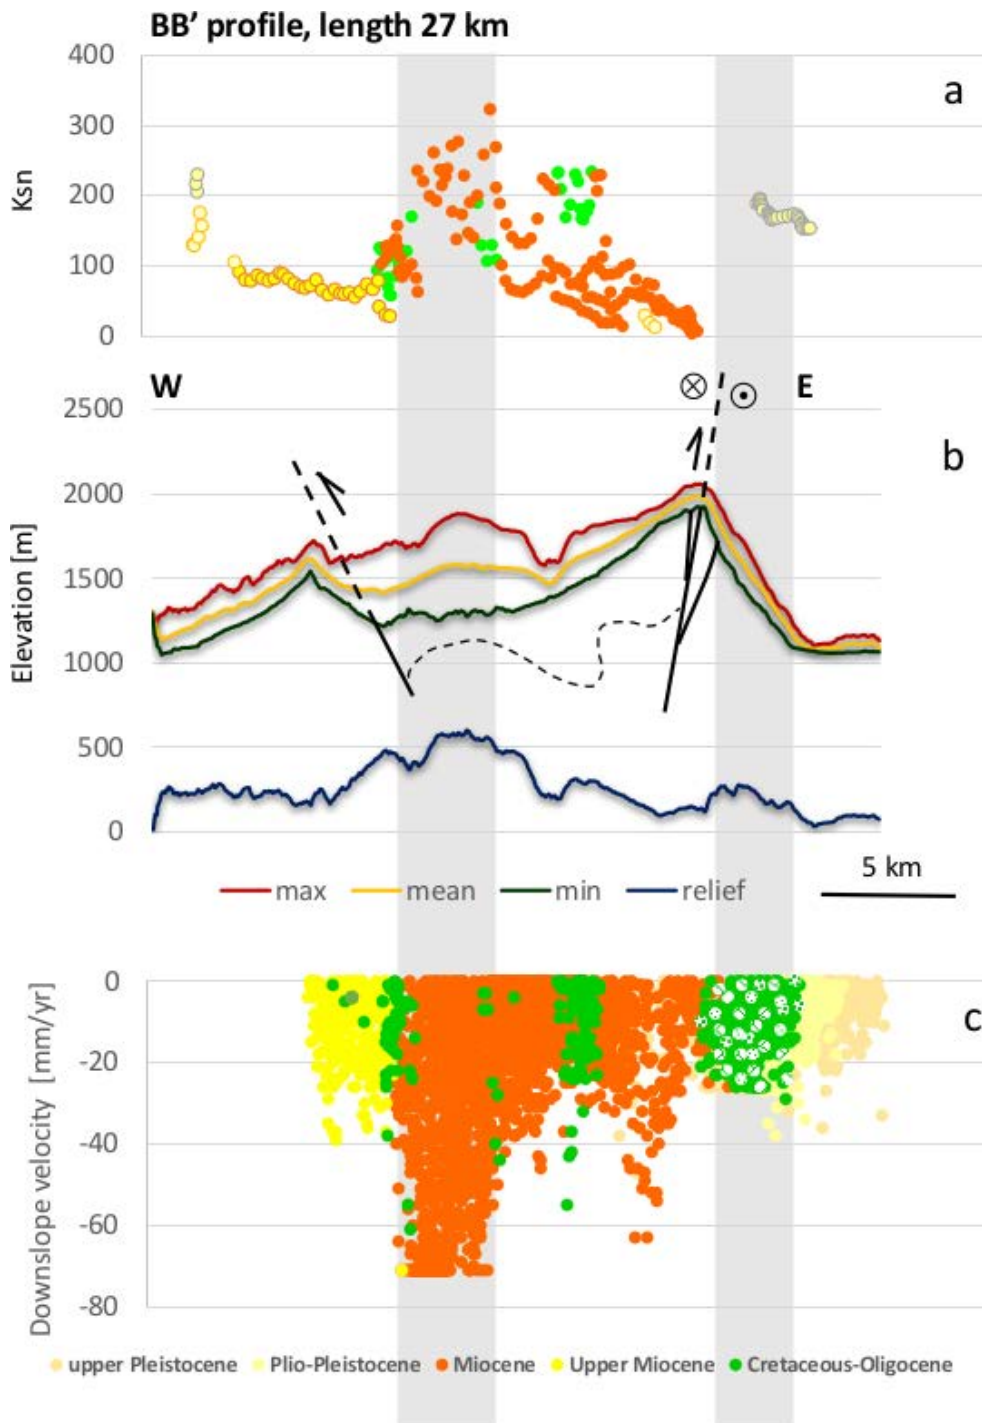 BB’ profile, length 27 km
400
300
200
100
0
Ksn
a
W
E
2500
2000
1500
1000
500
0
Elevation [m]
b
max
mean
min
relief
5 km
0
-20
-40
-60
-80
Downslope velocity [mm/yr]
c
upper Pleistocene
Plio-Pleistocene
Miocene
Upper Miocene
Cretaceous-Oligocene